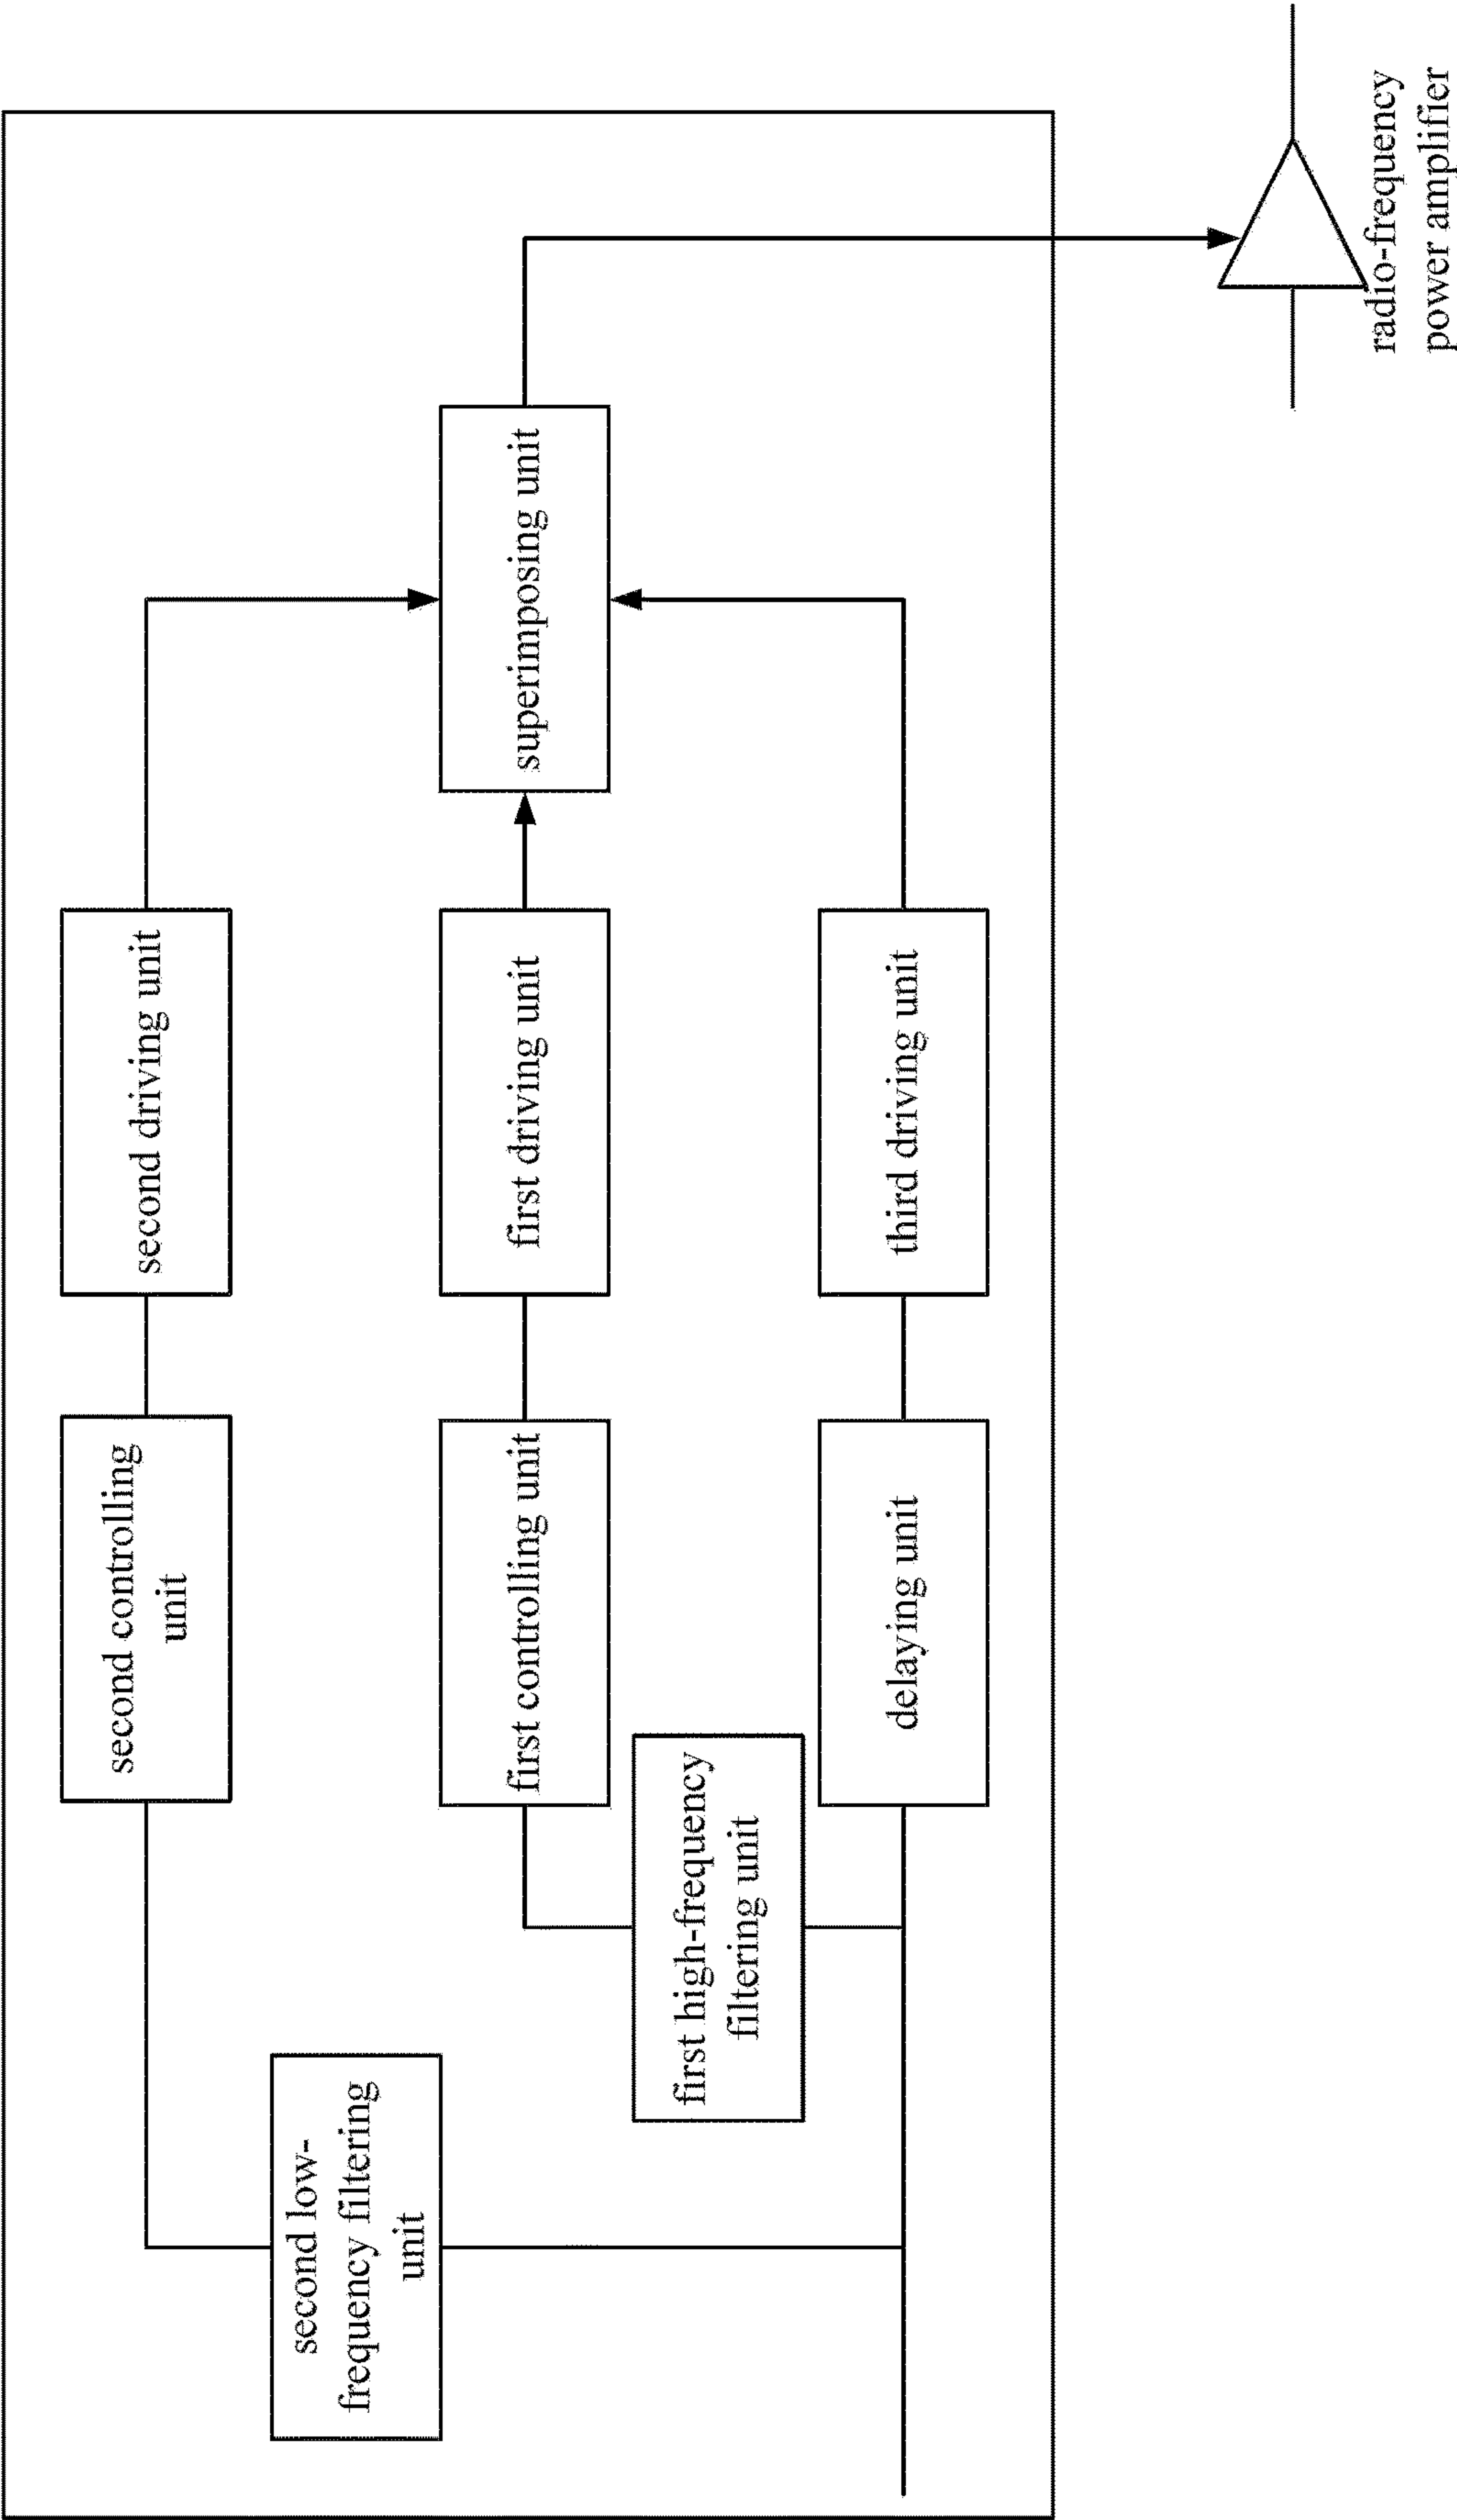 second low-
frequency filtering
unit
second controlling
unit
second driving unit
first high-frequency
filtering unit
first controlling unit
first driving unit
superimposing unit
delaying unit
third driving unit
radio-frequency
power amplifier